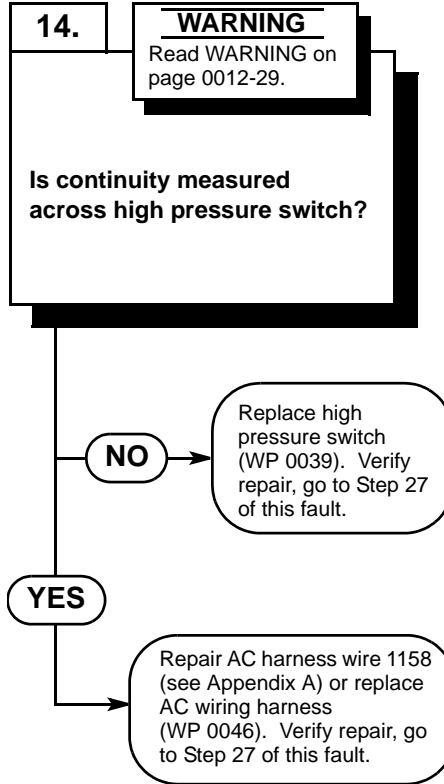 14.
WARNING
Read WARNING on
page 0012-29.
Is continuity measured
across high pressure switch?
NO
Replace high
pressure switch
(WP 0039). Verify
repair, go to Step 27
of this fault.
YES
Repair AC harness wire 1158
(see Appendix A) or replace
AC wiring harness
(WP 0046). Verify repair, go
to Step 27 of this fault.